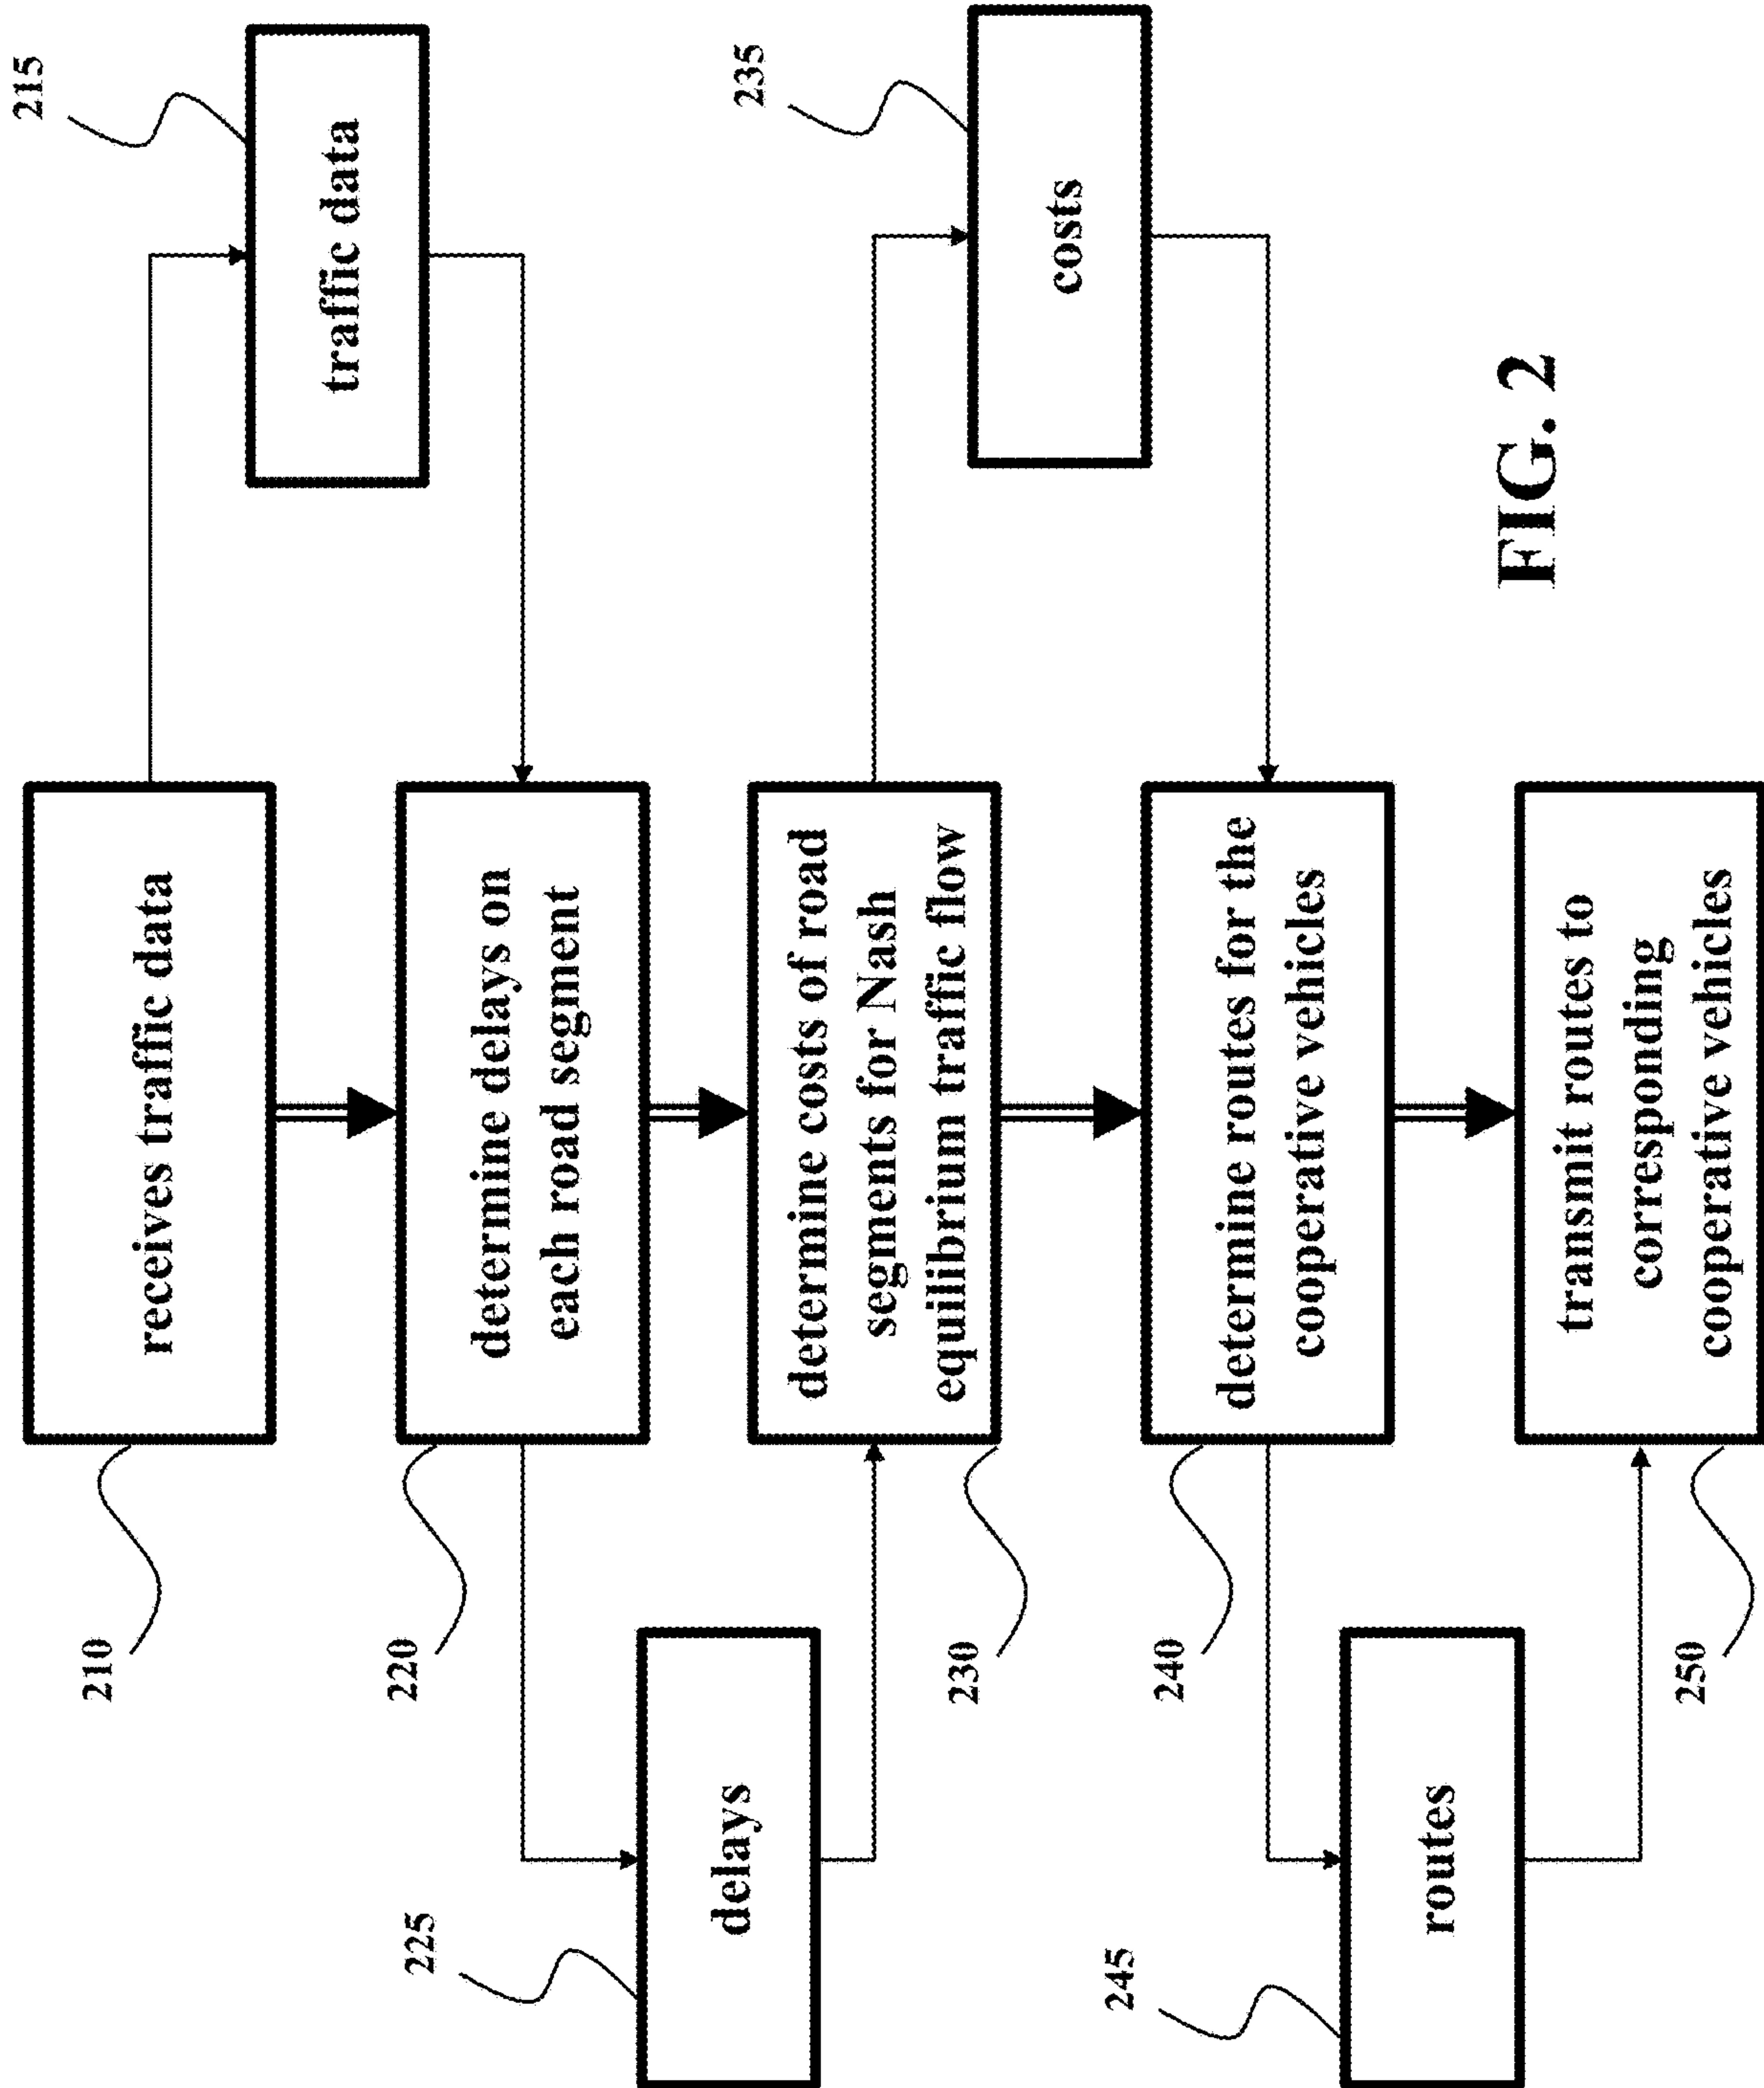 215
traffic data
210
receives traffic data
220
determine delays on
each road segment
225
delays
230
determine costs of road
segments for Nash
equilibrium traffic flow
235
costs
240
determine routes for the
cooperative vehicles
245
routes
250
transmit routes to
corresponding
cooperative vehicles
FIG. 2